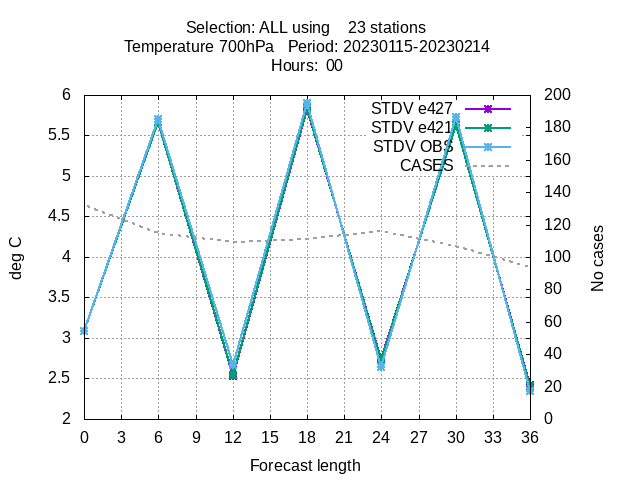 Selection: ALL using    23 stations
Temperature 700hPa   Period: 20230115-20230214
Hours:  00
STDV e427
STDV e421
STDV OBS
CASES
6
5.5
5
4.5
4
3.5
3
2.5
2
deg C
200
180
160
140
120
100
80
60
40
20
0
No cases
0 3 6 9 12 15 18 21 24 27 30 33 36
Forecast length